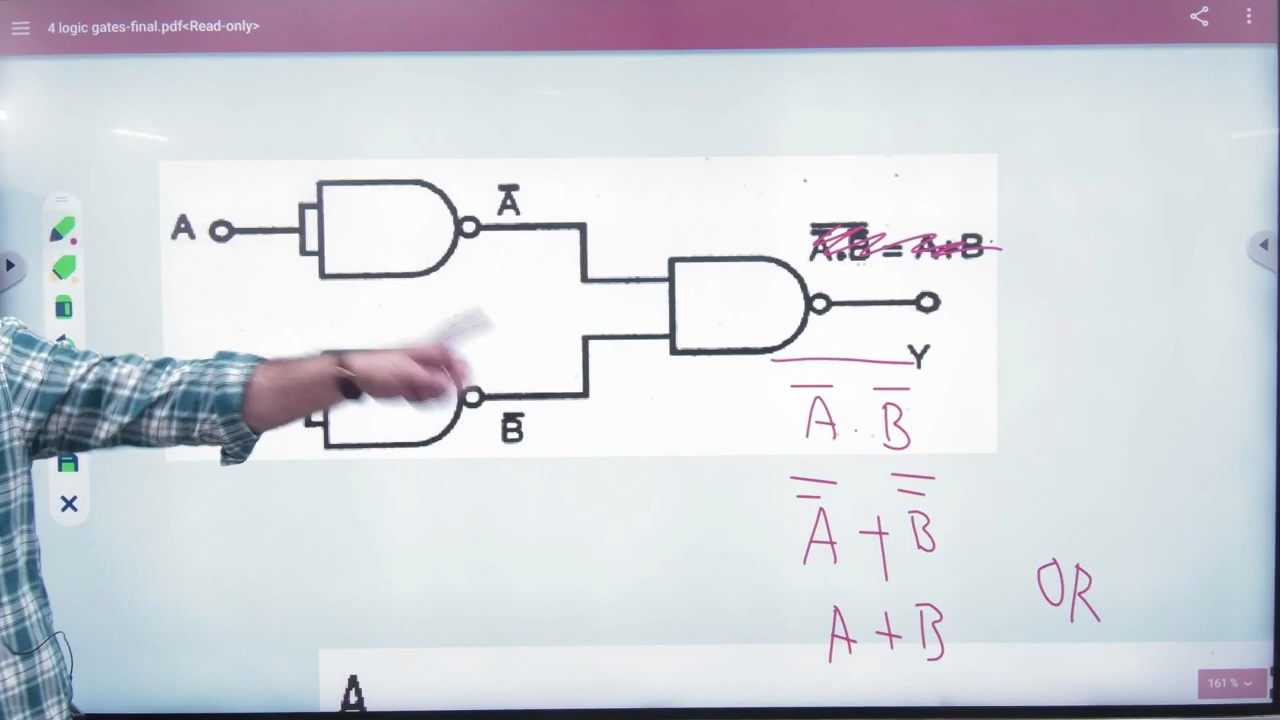 4 logic gates-final.pdf<Read-only>
A
A̅
B̅
Y
A̅ . B̅
A̿ + B̿
A + B
OR
A
161 %